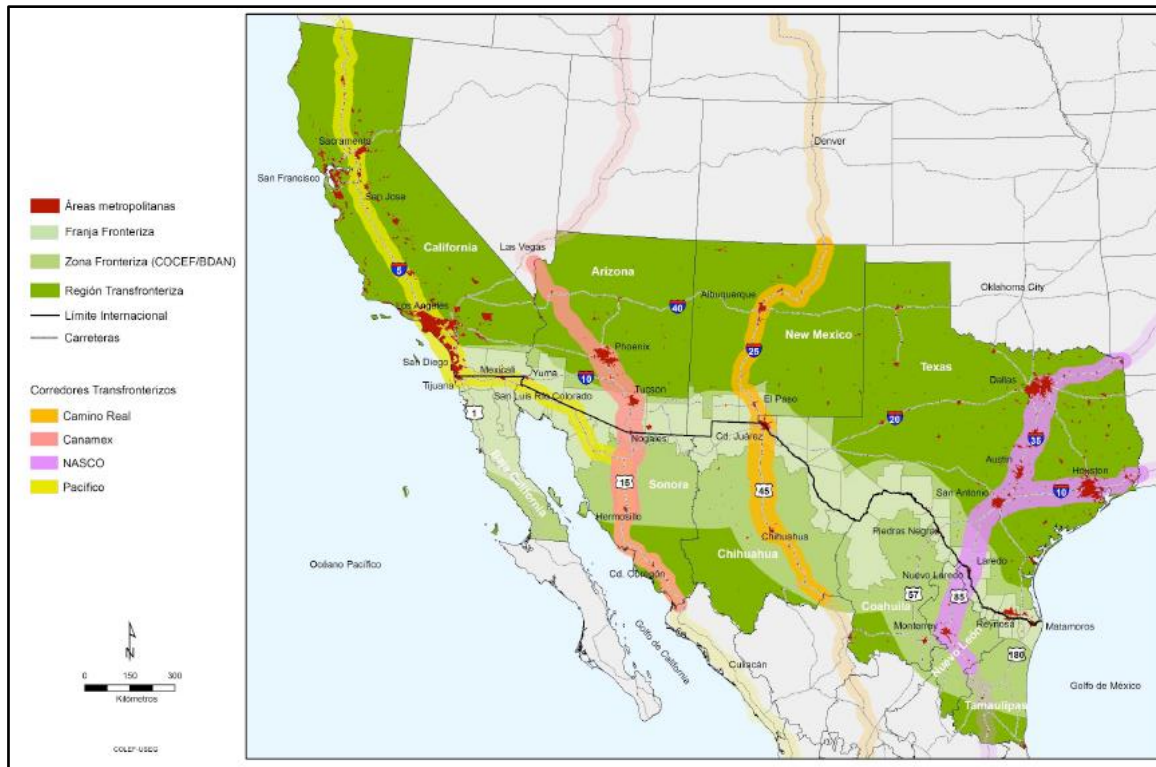 Áreas metropolitanas
Franja Fronteriza
Zona Fronteriza (COCEF/BDAN)
Región Transfronteriza
Límite Internacional
Carreteras
Corredores Transfronterizos
Camino Real
Canamex
NASCO
Pacífico
N
0 150 300
Kilómetros
COLEF-USEG
Sacramento
San Francisco
San Jose
California
5
Las Vegas
Los Angeles
San Diego
Tijuana
Mexicali
Yuma
San Luis Río Colorado
1
Baja California
Arizona
40
Phoenix
10
Tucson
Nogales
15
Sonora
Hermosillo
Cd. Obregón
Denver
Albuquerque
New Mexico
25
El Paso
Cd. Juárez
45
Chihuahua
Chihuahua
Oklahoma City
Texas
Dallas
20
35
Austin
Houston
10
San Antonio
Piedras Negras
Laredo
Nuevo Laredo
57
85
Coahuila
Monterrey
Reynosa
Matamoros
Nuevo León
180
Tamaulipas
Culiacán
Golfo de California
Océano Pacífico
Golfo de México